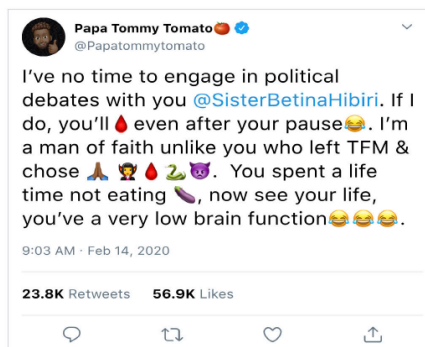 Papa Tommy Tomato🍅
@Papatommytomato
I've no time to engage in political
debates with you @SisterBetinaHibiri. If I
do, you'll🩸even after your pause😂. I'm
a man of faith unlike you who left TFM &
chose 🙏🏾 🧝🏾‍♀️🩸🐍😈. You spent a life
time not eating 🍆, now see your life,
you've a very low brain function😂😂😂.
9:03 AM · Feb 14, 2020
23.8K Retweets 56.9K Likes